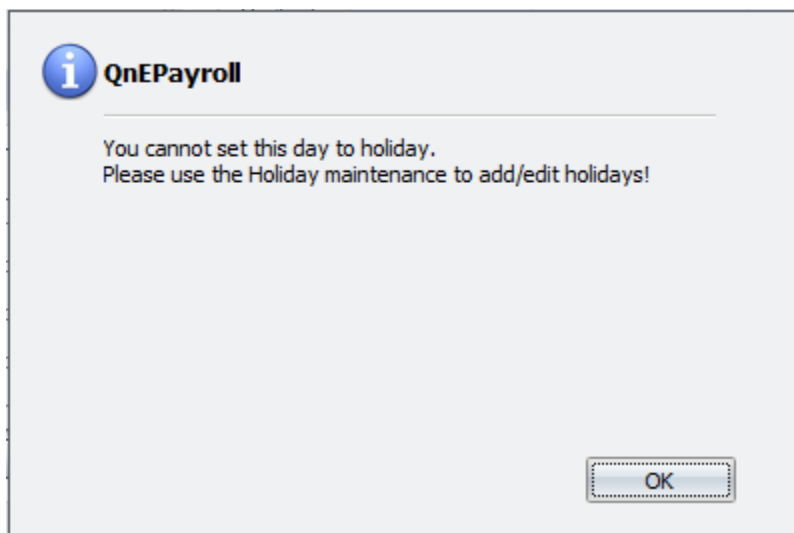 QnEPayroll
You cannot set this day to holiday.
Please use the Holiday maintenance to add/edit holidays!
OK